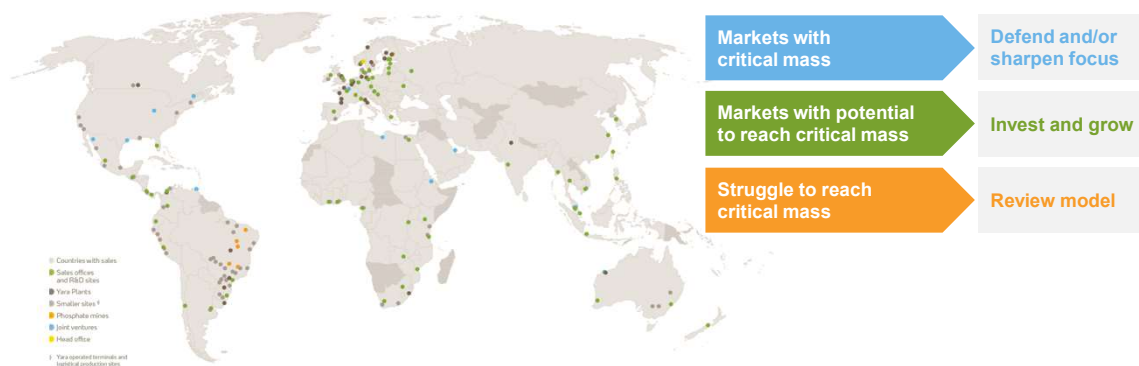 Markets with
critical mass
Defend and/or
sharpen focus
Markets with potential
to reach critical mass
Invest and grow
Struggle to reach
critical mass
Review model
Countries with sales
Sales offices
and R&D sites
Yara Plants
Smaller sites ¹
Phosphate mines
Joint ventures
Head office
Yara operated terminals and
logistical production sites